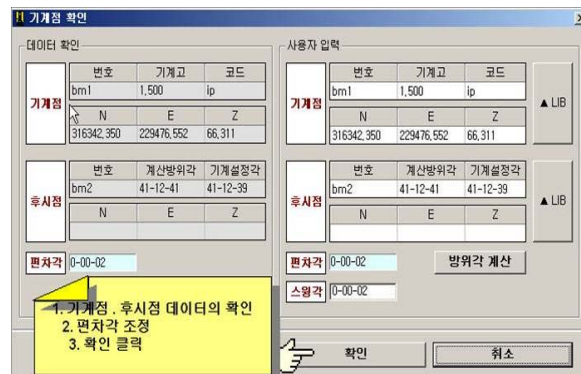 기계점 확인
데이터 확인
기계점
번호 기계고 코드
bm1 1,500 ip
N E Z
316342,350 229476,552 66,311
후시점
번호 계산방위각 기계설정각
bm2 41-12-41 41-12-39
N E Z
편차각 0-00-02
1. 기계점 . 후시점 데이터의 확인
2. 편차각 조정
3. 확인 클릭
사용자 입력
기계점
번호 기계고 코드
bm1 1,500 ip
N E Z
316342,350 229476,552 66,311
▲ LIB
후시점
번호 계산방위각 기계설정각
bm2 41-12-41 41-12-39
N E Z
▲ LIB
편차각 0-00-02 방위각 계산
스윙각 0-00-02
확인 취소